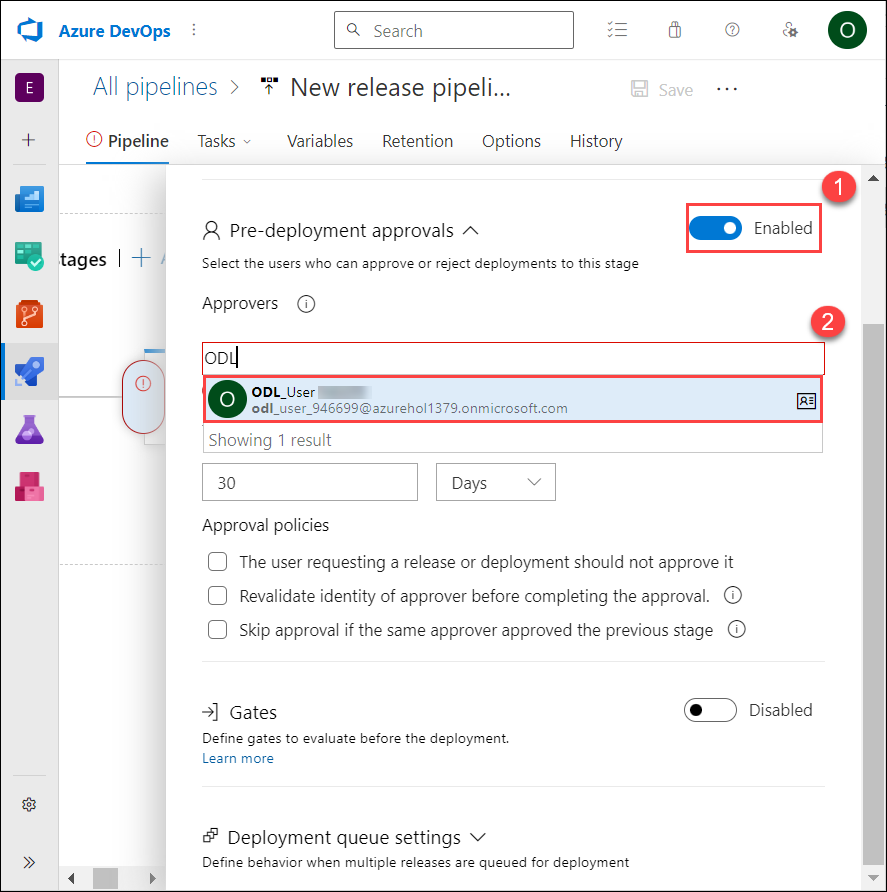 Azure DevOps
Search
O
E
All pipelines
New release pipeli...
Save
Pipeline
Tasks
Variables
Retention
Options
History
1
Pre-deployment approvals
Enabled
tages
Select the users who can approve or reject deployments to this stage
Approvers
2
ODL
O
ODL_User
odl_user_946699@azurehol1379.onmicrosoft.com
Showing 1 result
30
Days
Approval policies
The user requesting a release or deployment should not approve it
Revalidate identity of approver before completing the approval.
Skip approval if the same approver approved the previous stage
Gates
Disabled
Define gates to evaluate before the deployment.
Learn more
Deployment queue settings
Define behavior when multiple releases are queued for deployment